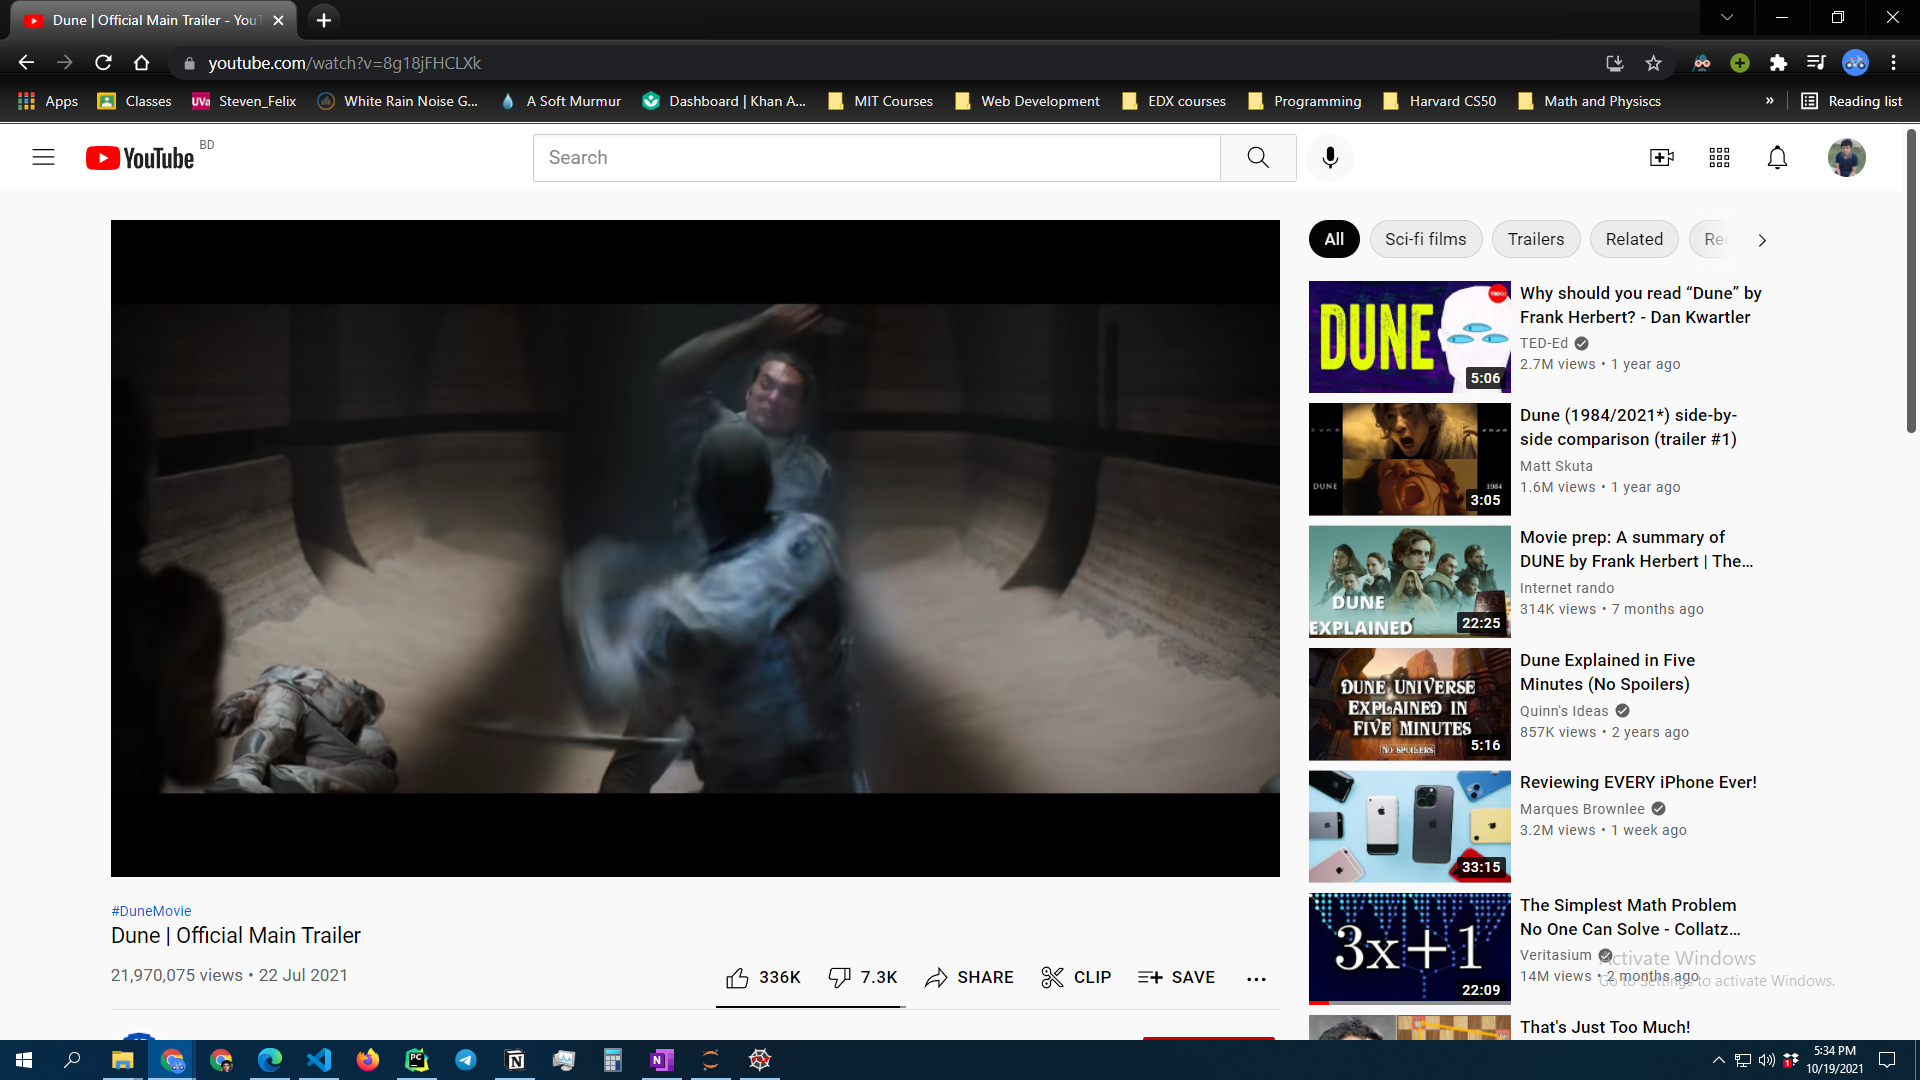 Dune | Official Main Trailer - YouT
youtube.com/watch?v=8g18jFHCLXk
Apps
Classes
UVa
Steven_Felix
White Rain Noise G...
A Soft Murmur
Dashboard | Khan A...
MIT Courses
Web Development
EDX courses
Programming
Harvard CS50
Math and Physiscs
»
Reading list
YouTube
BD
Search
All
Sci-fi films
Trailers
Related
DUNE
5:06
Why should you read “Dune” by
Frank Herbert? - Dan Kwartler
TED-Ed
2.7M views • 1 year ago
DUNE
1984
3:05
Dune (1984/2021*) side-by-
side comparison (trailer #1)
Matt Skuta
1.6M views • 1 year ago
DUNE
EXPLAINED
22:25
Movie prep: A summary of
DUNE by Frank Herbert | The...
Internet rando
314K views • 7 months ago
DUNE UNIVERSE
EXPLAINED IN
FIVE MINUTES
NO SPOILERS
5:16
Dune Explained in Five
Minutes (No Spoilers)
Quinn's Ideas
857K views • 2 years ago
33:15
Reviewing EVERY iPhone Ever!
Marques Brownlee
3.2M views • 1 week ago
3x+1
22:09
The Simplest Math Problem
No One Can Solve - Collatz...
Veritasium
14M views • 2 months ago
That's Just Too Much!
#DuneMovie
Dune | Official Main Trailer
21,970,075 views • 22 Jul 2021
336K
7.3K
SHARE
CLIP
SAVE
Activate Windows
Go to Settings to activate Windows.
5:34 PM
10/19/2021